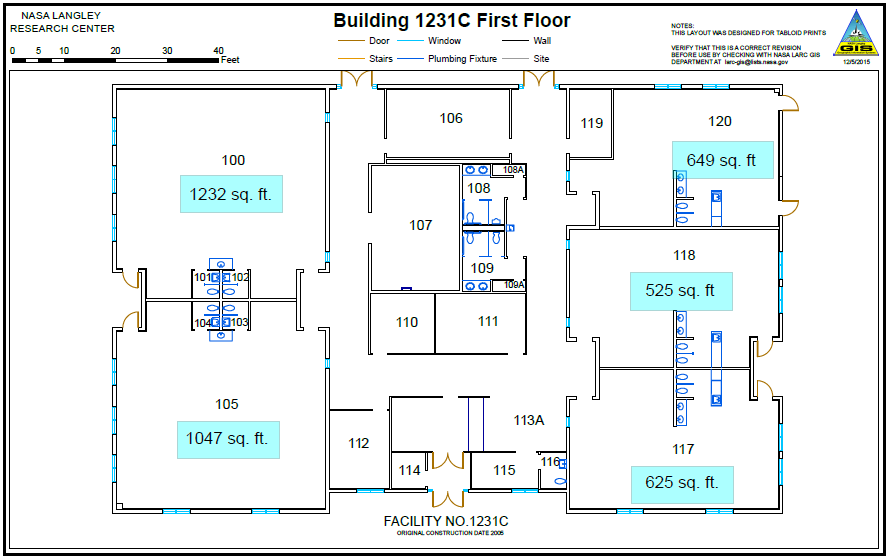 NASA LANGLEY
RESEARCH CENTER
0 5 10 20 30 40
Feet
Building 1231C First Floor
Door Window Wall
Stairs Plumbing Fixture Site
NOTES:
THIS LAYOUT WAS DESIGNED FOR TABLOID PRINTS
VERIFY THAT THIS IS A CORRECT REVISION
BEFORE USE BY CHECKING WITH NASA LARC GIS
DEPARTMENT AT larc-gis@lists.nasa.gov
GIS
12/5/2015
106
119
120
100
649 sq. ft.
1232 sq. ft.
108A
108
107
118
109
101 102
109A
525 sq. ft
104 103
110
111
105
113A
1047 sq. ft.
112
117
114
115
116
625 sq. ft.
FACILITY NO.1231C
ORIGINAL CONSTRUCTION DATE 2005